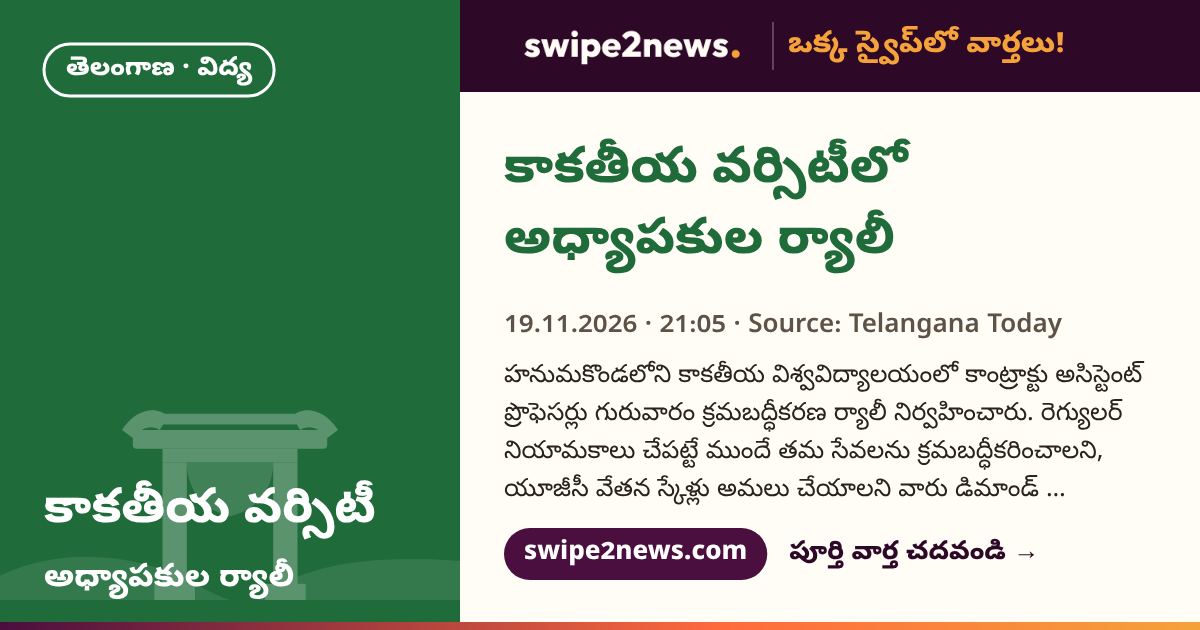 తెలంగాణ · విద్య
swipe2news.
ఒక్క స్వైప్‌లో వార్తలు!
కాకతీయ వర్సిటీలో
అధ్యాపకుల ర్యాలీ
19.11.2026 · 21:05 · Source: Telangana Today
హనుమకొండలోని కాకతీయ విశ్వవిద్యాలయంలో కాంట్రాక్టు అసిస్టెంట్
ప్రొఫెసర్లు గురువారం క్రమబద్ధీకరణ ర్యాలీ నిర్వహించారు. రెగ్యులర్
నియామకాలు చేపట్టే ముందే తమ సేవలను క్రమబద్ధీకరించాలని,
యూజీసీ వేతన స్కేళ్లు అమలు చేయాలని వారు డిమాండ్ ...
swipe2news.com
పూర్తి వార్త చదవండి →
కాకతీయ వర్సిటీ
అధ్యాపకుల ర్యాలీ